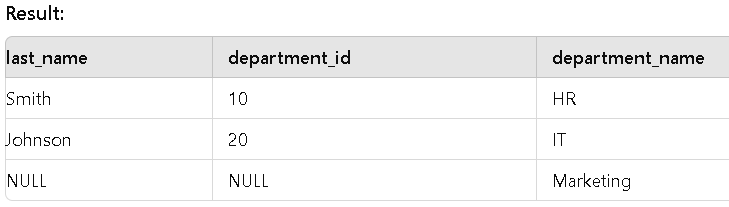 Result:
last_name department_id department_name
Smith 10 HR
Johnson 20 IT
NULL NULL Marketing